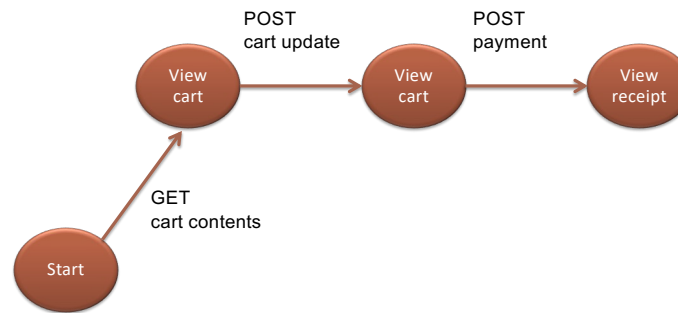 POST
cart update
POST
payment
View
cart
View
cart
View
receipt
GET
cart contents
Start